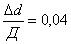 Δd/Д = 0,04